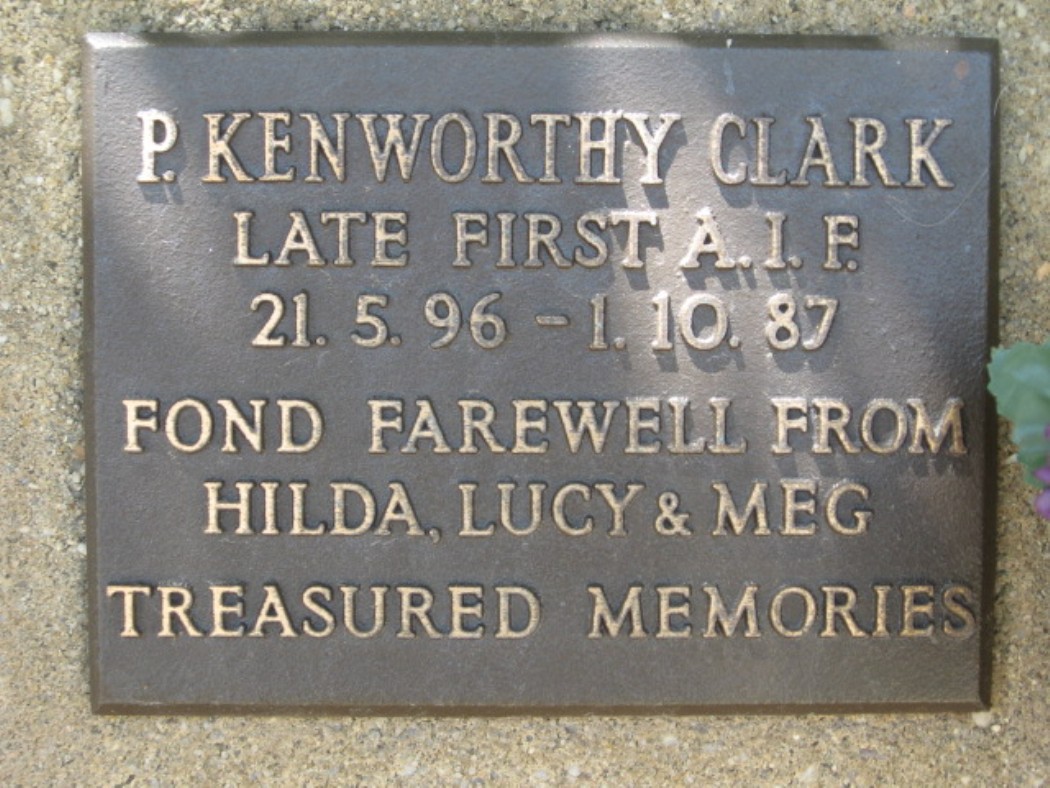 P. KENWORTHY CLARK
LATE FIRST A.I.F.
21. 5. 96 - 1. 10. 87
FOND FAREWELL FROM
HILDA, LUCY & MEG
TREASURED MEMORIES